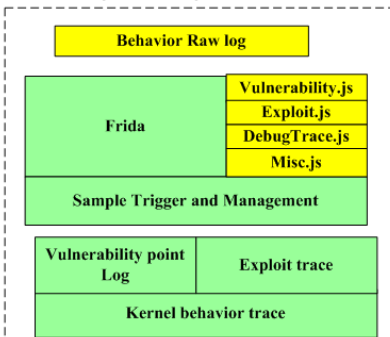 Behavior Raw log
Frida
Vulnerability.js
Exploit.js
DebugTrace.js
Misc.js
Sample Trigger and Management
Vulnerability point
Log
Exploit trace
Kernel behavior trace